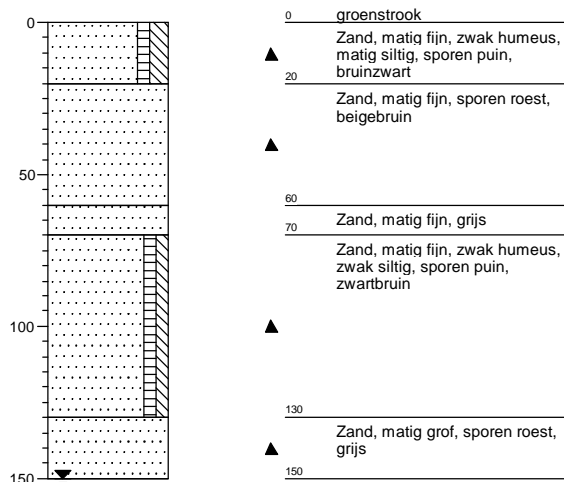 0
50
100
150
0 groenstrook
Zand, matig fijn, zwak humeus,
matig siltig, sporen puin,
bruinzwart
20
Zand, matig fijn, sporen roest,
beigebruin
60
Zand, matig fijn, grijs
70
Zand, matig fijn, zwak humeus,
zwak siltig, sporen puin,
zwartbruin
130
Zand, matig grof, sporen roest,
grijs
150